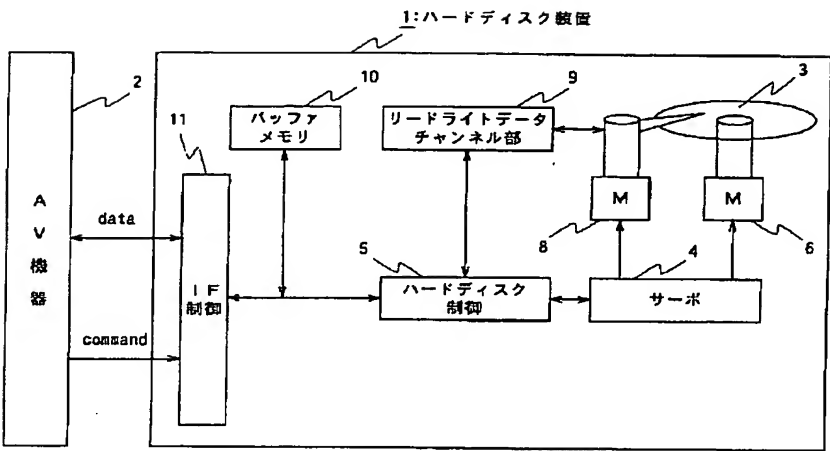 1:ハードディスク装置
2
10
9
3
バッファ
メモリ
リードライトデータ
チャンネル部
11
AV機器
data
IF
制御
M
M
8
6
5
4
ハードディスク
制御
サーボ
command